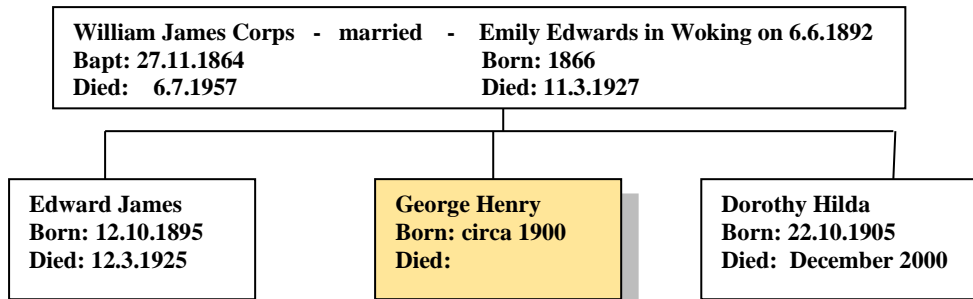 William James Corps - married - Emily Edwards in Woking on 6.6.1892
Bapt: 27.11.1864 Born: 1866
Died: 6.7.1957 Died: 11.3.1927
Edward James
Born: 12.10.1895
Died: 12.3.1925
George Henry
Born: circa 1900
Died:
Dorothy Hilda
Born: 22.10.1905
Died: December 2000